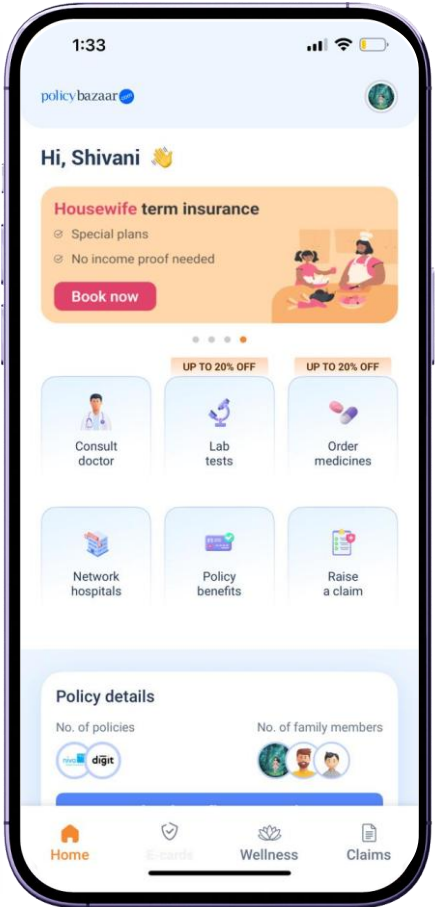 1:33
policybazaar
Hi, Shivani
Housewife term insurance
Special plans
No income proof needed
Book now
UP TO 20% OFF
UP TO 20% OFF
Consult
doctor
Lab
tests
Order
medicines
Network
hospitals
Policy
benefits
Raise
a claim
Policy details
No. of policies
No. of family members
niva
digit
Home
E-cards
Wellness
Claims